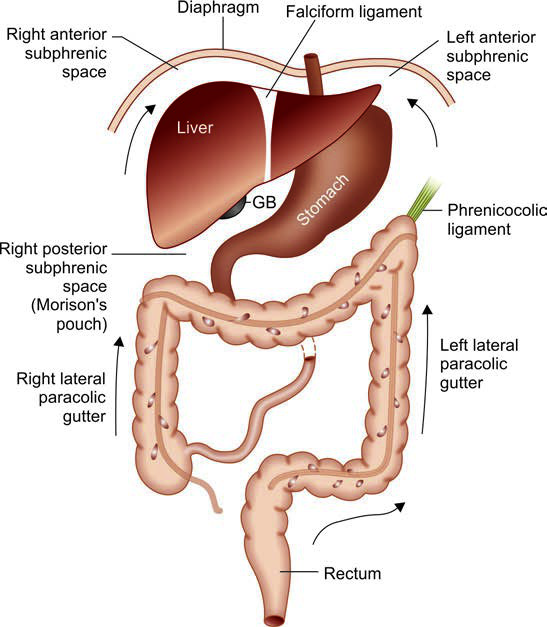 Diaphragm
Falciform ligament
Right anterior
subphrenic
space
Left anterior
subphrenic
space
Liver
GB
Stomach
Phrenicocolic
ligament
Right posterior
subphrenic
space
(Morison's
pouch)
Left lateral
paracolic
gutter
Right lateral
paracolic
gutter
Rectum